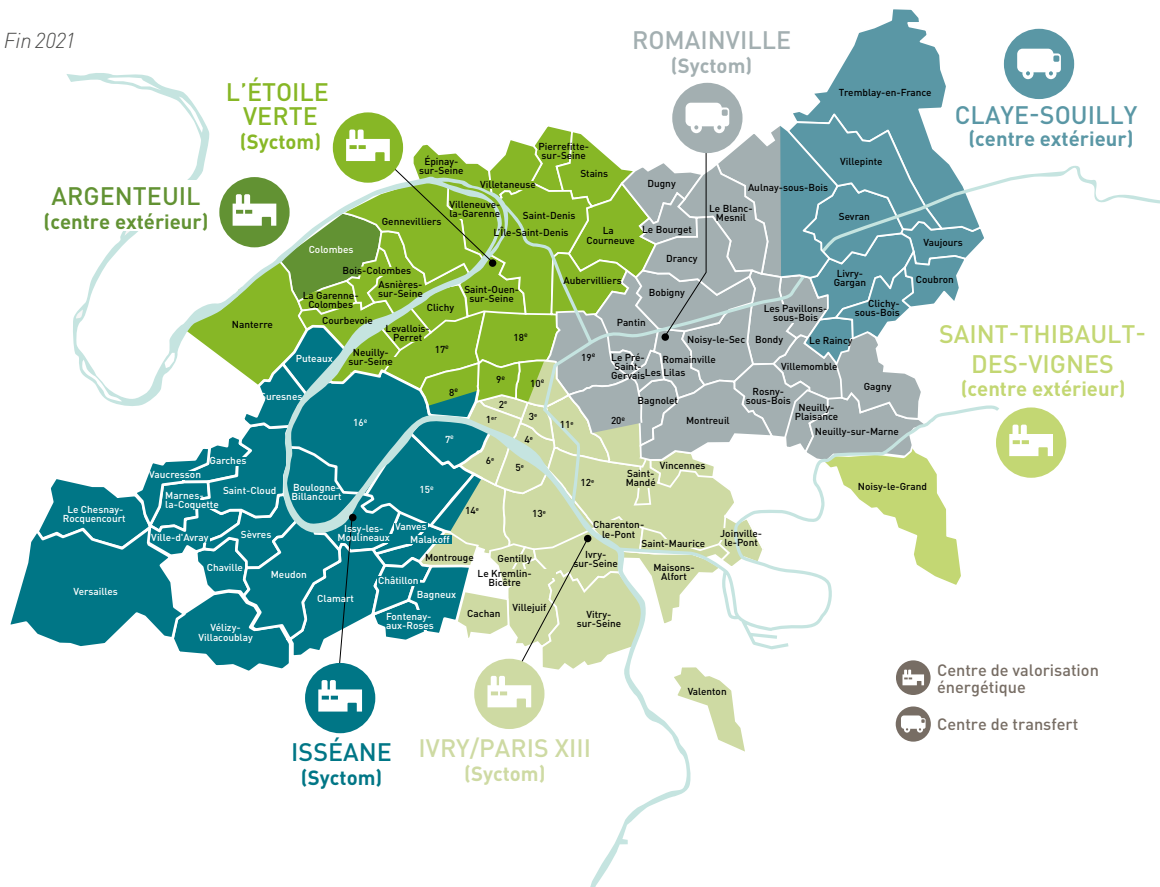 Fin 2021
ROMAINVILLE
(Syctom)
L'ÉTOILE
VERTE
(Syctom)
CLAYE-SOUILLY
(centre extérieur)
ARGENTEUIL
(centre extérieur)
SAINT-THIBAULT-
DES-VIGNES
(centre extérieur)
Tremblay-en-France
Villepinte
Aulnay-sous-Bois
Sevran
Vaujours
Coubron
Livry-
Gargan
Clichy-
sous-Bois
Le Raincy
Pierrefitte-
sur-Seine
Épinay-
sur-Seine
Villetaneuse
Stains
Villeneuve-
la-Garenne
Saint-Denis
L'Île-Saint-Denis
Gennevilliers
La
Courneuve
Colombes
Bois-Colombes
Asnières-
sur-Seine
La Garenne-
Colombes
Saint-Ouen-
sur-Seine
Aubervilliers
Nanterre
Courbevoie
Clichy
Levallois-
Perret
Neuilly-
sur-Seine
17e
18e
8e
9e
10e
Dugny
Le Bourget
Le Blanc-
Mesnil
Drancy
Bobigny
Pantin
Les Pavillons-
sous-Bois
Noisy-le-Sec
Bondy
19e
Le Pré-
Saint-
Gervais
Les Lilas
Romainville
Villemomble
Gagny
Bagnolet
Rosny-
sous-Bois
Neuilly-
Plaisance
20e
Montreuil
Neuilly-sur-Marne
Noisy-le-Grand
Puteaux
Suresnes
16e
7e
15e
Garches
Vaucresson
Marnes-
la-Coquette
Saint-Cloud
Boulogne-
Billancourt
Le Chesnay-
Rocquencourt
Ville-d'Avray
Sèvres
Issy-les-
Moulineaux
Vanves
Malakoff
Chaville
Meudon
Clamart
Châtillon
Bagneux
Versailles
Vélizy-
Villacoublay
Fontenay-
aux-Roses
2e
1er
3e
4e
11e
6e
5e
12e
14e
13e
Saint-
Mandé
Vincennes
Charenton-
le-Pont
Saint-Maurice
Joinville-
le-Pont
Montrouge
Gentilly
Le Kremlin-
Bicêtre
Ivry-
sur-Seine
Maisons-
Alfort
Cachan
Villejuif
Vitry-
sur-Seine
Valenton
ISSÉANE
(Syctom)
IVRY/PARIS XIII
(Syctom)
Centre de valorisation
énergétique
Centre de transfert